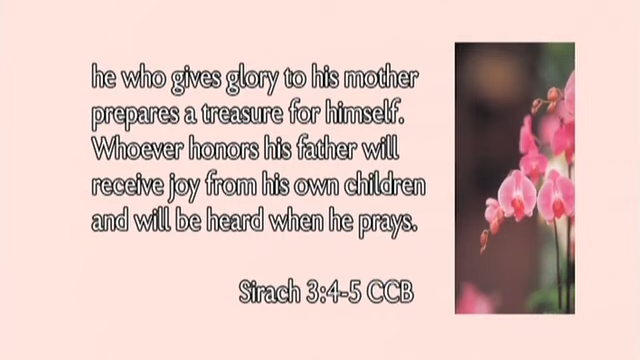 he who gives glory to his mother
prepares a treasure for himself.
Whoever honors his father will
receive joy from his own children
and will be heard when he prays.
Sirach 3:4-5 CCB